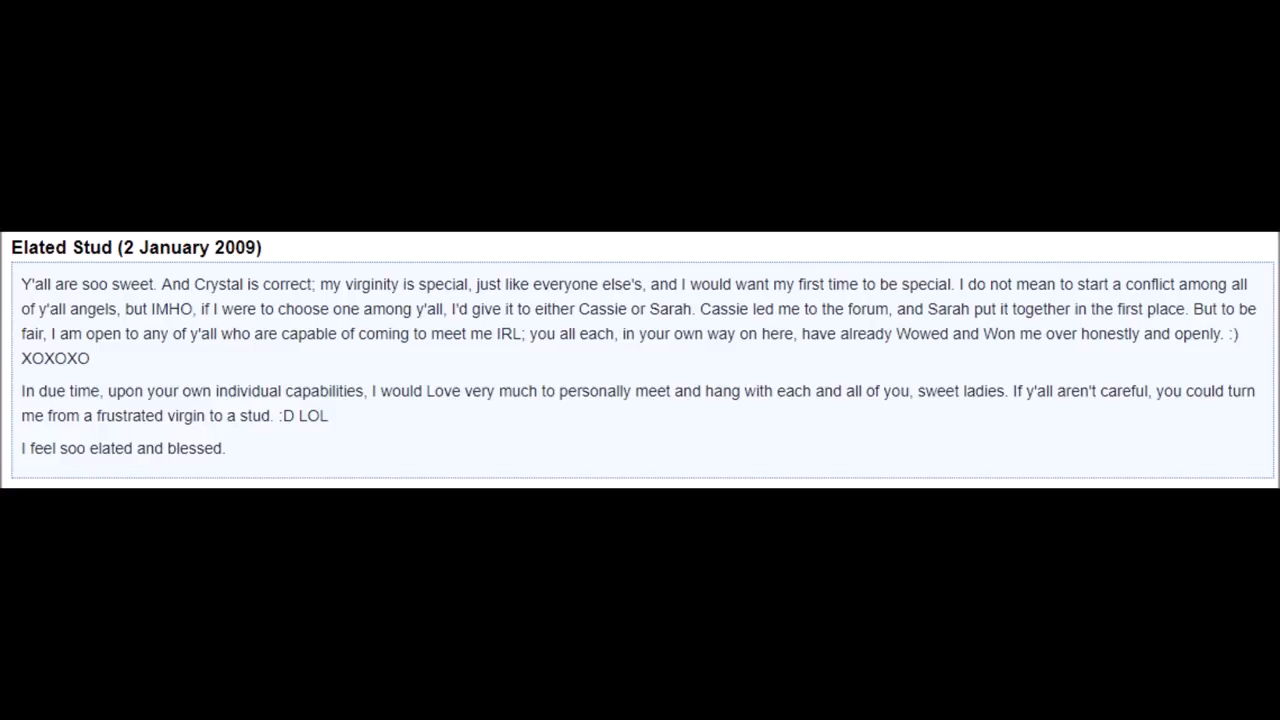 Elated Stud (2 January 2009)
Y'all are soo sweet. And Crystal is correct; my virginity is special, just like everyone else's, and I would want my first time to be special. I do not mean to start a conflict among all
of y'all angels, but IMHO, if I were to choose one among y'all, I'd give it to either Cassie or Sarah. Cassie led me to the forum, and Sarah put it together in the first place. But to be
fair, I am open to any of y'all who are capable of coming to meet me IRL; you all each, in your own way on here, have already Wowed and Won me over honestly and openly. :)
XOXOXO
In due time, upon your own individual capabilities, I would Love very much to personally meet and hang with each and all of you, sweet ladies. If y'all aren't careful, you could turn
me from a frustrated virgin to a stud. :D LOL
I feel soo elated and blessed.